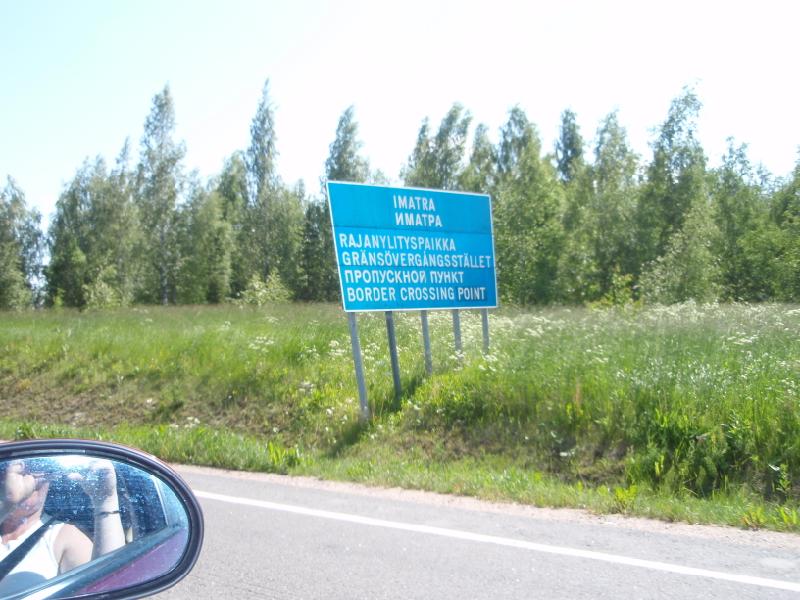 IMATRA
ИМАТРА
RAJANYLITYSPAIKKA
GRÄNSÖVERGÅNGSSTÄLLET
ПРОПУСКНОЙ ПУНКТ
BORDER CROSSING POINT